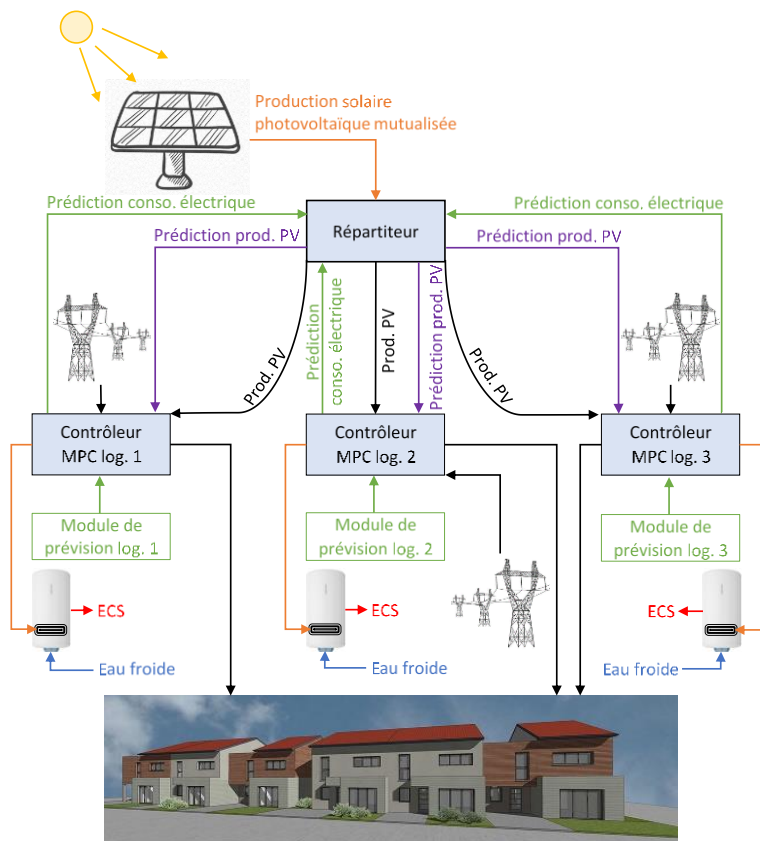 Production solaire
photovoltaïque mutualisée
Prédiction conso. électrique
Prédiction conso. électrique
Prédiction prod. PV
Répartiteur
Prédiction prod. PV
Prod. PV
Prédiction
conso. électrique
Prod. PV
Prédiction prod. PV
Prod. PV
Contrôleur
MPC log. 1
Contrôleur
MPC log. 2
Contrôleur
MPC log. 3
Module de
prévision log. 1
Module de
prévision log. 2
Module de
prévision log. 3
ECS
ECS
ECS
Eau froide
Eau froide
Eau froide